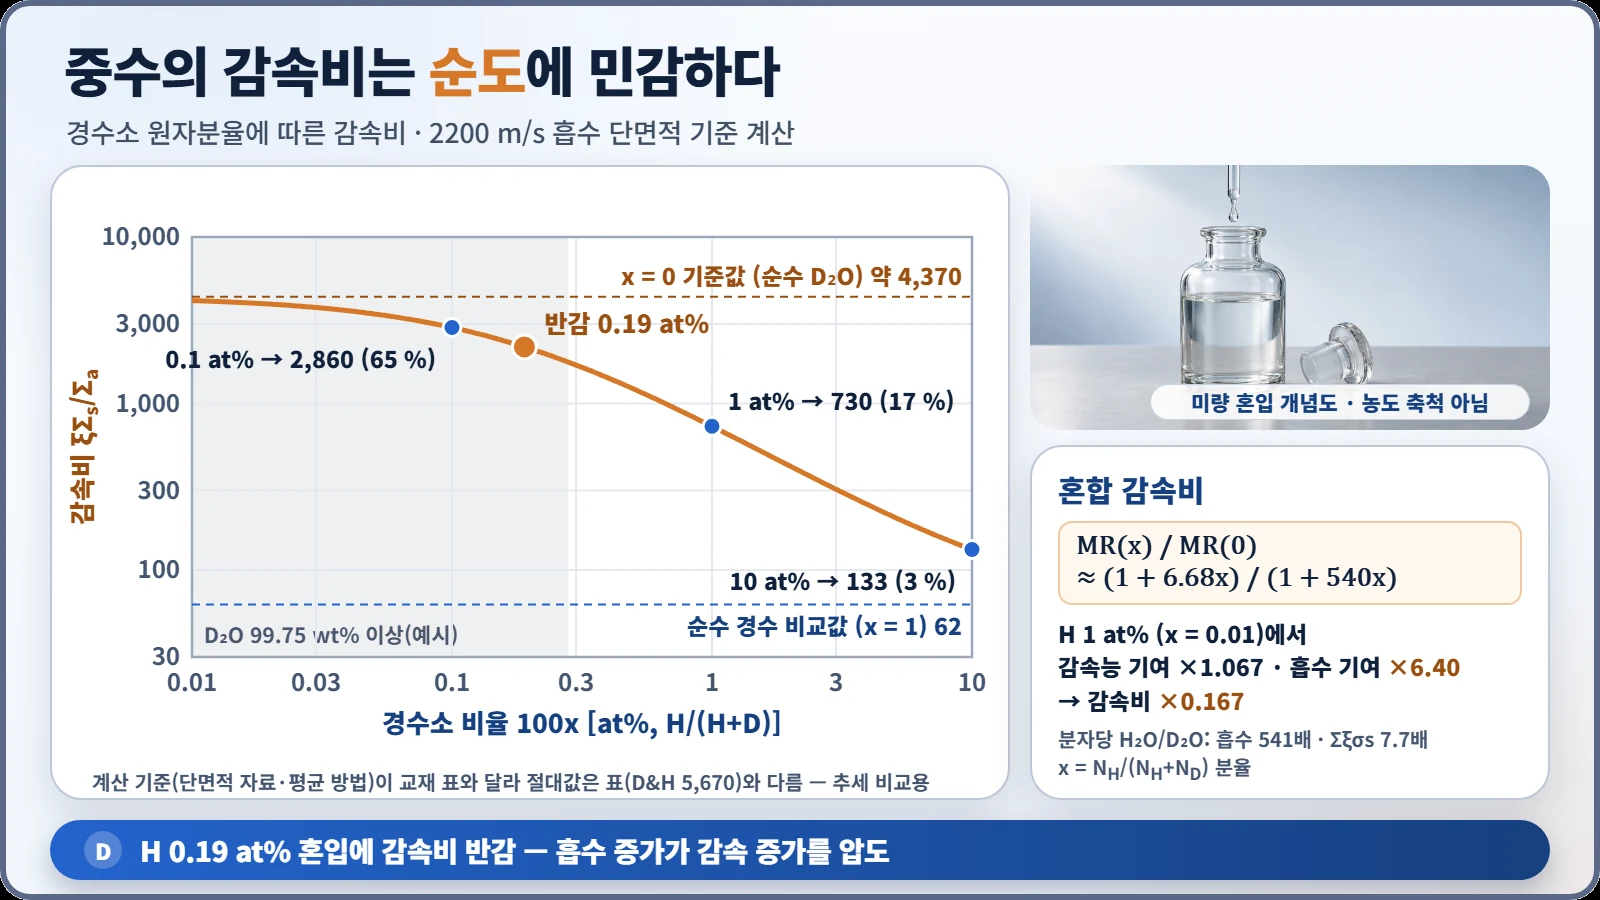 중수의 감속비는 순도에 민감하다
경수소 원자분율에 따른 감속비 · 2200 m/s 흡수 단면적 기준 계산
10,000
3,000
1,000
300
100
30
감속비 ξΣs/Σa
x = 0 기준값 (순수 D₂O) 약 4,370
반감 0.19 at%
0.1 at% → 2,860 (65 %)
1 at% → 730 (17 %)
10 at% → 133 (3 %)
순수 경수 비교값 (x = 1) 62
D₂O 99.75 wt% 이상(예시)
0.01 0.03 0.1 0.3 1 3 10
경수소 비율 100x [at%, H/(H+D)]
계산 기준(단면적 자료·평균 방법)이 교재 표와 달라 절대값은 표(D&H 5,670)와 다름 — 추세 비교용
미량 혼입 개념도 · 농도 축척 아님
혼합 감속비
MR(x) / MR(0)
≈ (1 + 6.68x) / (1 + 540x)
H 1 at% (x = 0.01)에서
감속능 기여 ×1.067 · 흡수 기여 ×6.40
→ 감속비 ×0.167
분자당 H₂O/D₂O: 흡수 541배 · Σξσs 7.7배
x = NH/(NH+ND) 분율
D H 0.19 at% 혼입에 감속비 반감 — 흡수 증가가 감속 증가를 압도